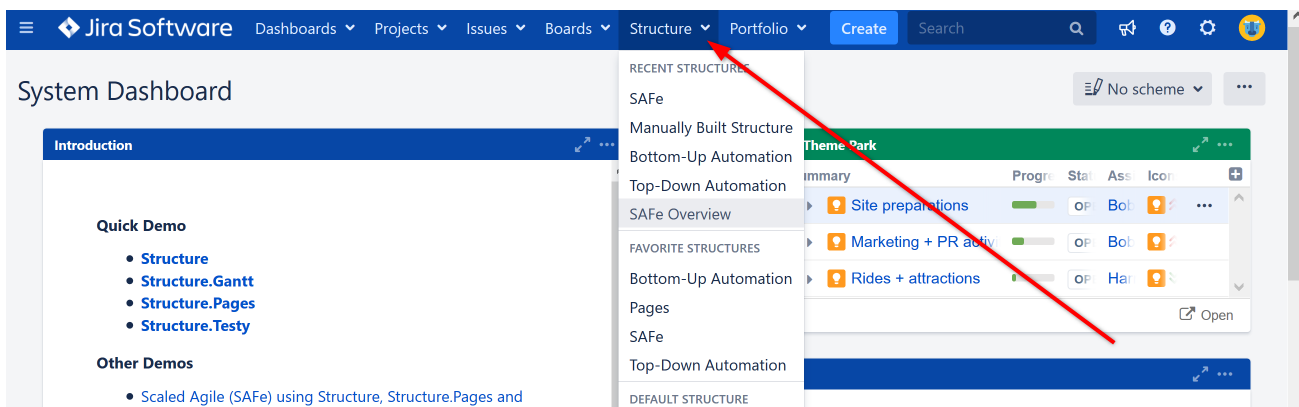 Jira Software Dashboards Projects Issues Boards Structure Portfolio Create Search
System Dashboard
No scheme
Introduction
Quick Demo
Structure
Structure.Gantt
Structure.Pages
Structure.Testy
Other Demos
Scaled Agile (SAFe) using Structure, Structure.Pages and
RECENT STRUCTURES
SAFe
Manually Built Structure
Bottom-Up Automation
Top-Down Automation
SAFe Overview
FAVORITE STRUCTURES
Bottom-Up Automation
Pages
SAFe
Top-Down Automation
DEFAULT STRUCTURE
Theme Park
ummary Progre Stat Ass Icon
Site preparations OP Bob
Marketing + PR activ OP Bob
Rides + attractions OP Har
Open